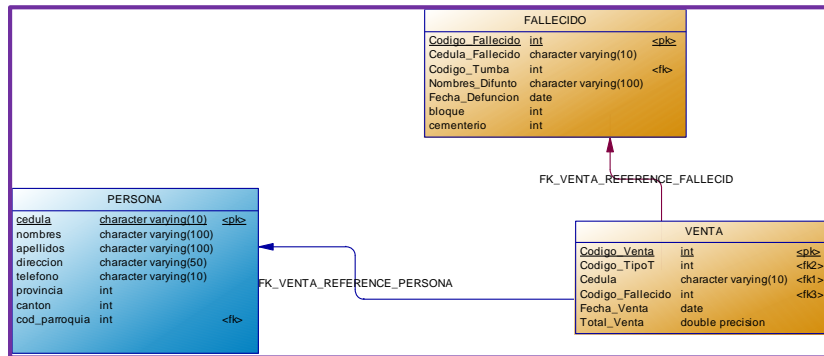 FALLECIDO
Codigo_Fallecido int <pk>
Cedula_Fallecido character varying(10)
Codigo_Tumba int <fk>
Nombres_Difunto character varying(100)
Fecha_Defuncion date
bloque int
cementerio int
FK_VENTA_REFERENCE_FALLECID
PERSONA
cedula character varying(10) <pk>
nombres character varying(100)
apellidos character varying(100)
direccion character varying(50)
telefono character varying(10)
provincia int
canton int
cod_parroquia int <fk>
FK_VENTA_REFERENCE_PERSONA
VENTA
Codigo_Venta int <pk>
Codigo_TipoT int <fk2>
Cedula character varying(10) <fk1>
Codigo_Fallecido int <fk3>
Fecha_Venta date
Total_Venta double precision